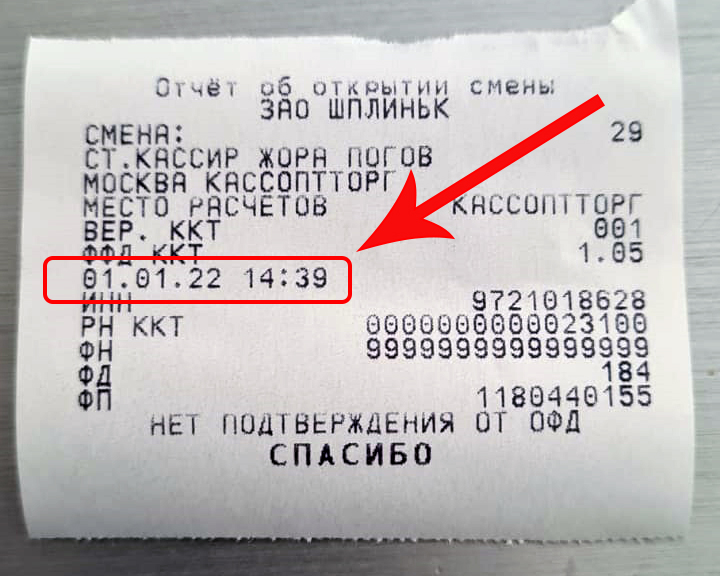 Отчёт об открытии смены
ЗАО ШПЛИНЬК
СМЕНА: 29
СТ.КАССИР ЖОРА ПОГОВ
МОСКВА КАССОПТТОРГ
МЕСТО РАСЧЕТОВ КАССОПТТОРГ
ВЕР. ККТ 001
ФФД ККТ 1.05
01.01.22 14:39
ИНН 9721018628
РН ККТ 0000000000023100
ФН 9999999999999999
ФД 184
ФП 1180440155
НЕТ ПОДТВЕРЖДЕНИЯ ОТ ОФД
СПАСИБО